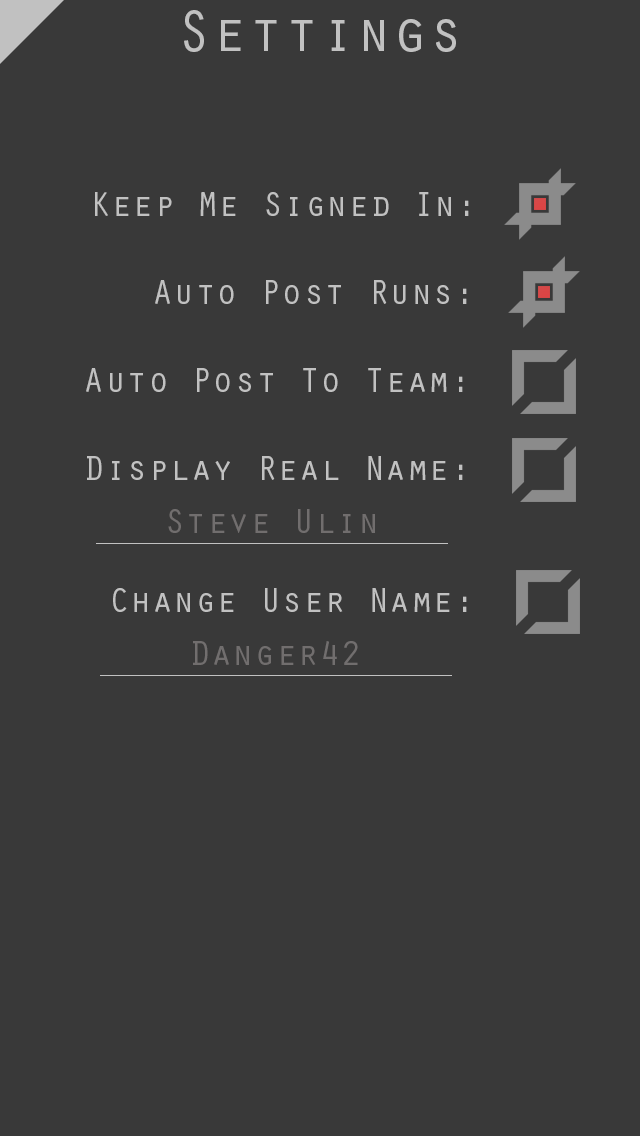 Settings
Keep Me Signed In:
Auto Post Runs:
Auto Post To Team:
Display Real Name:
Steve Ulin
Change User Name:
Danger42